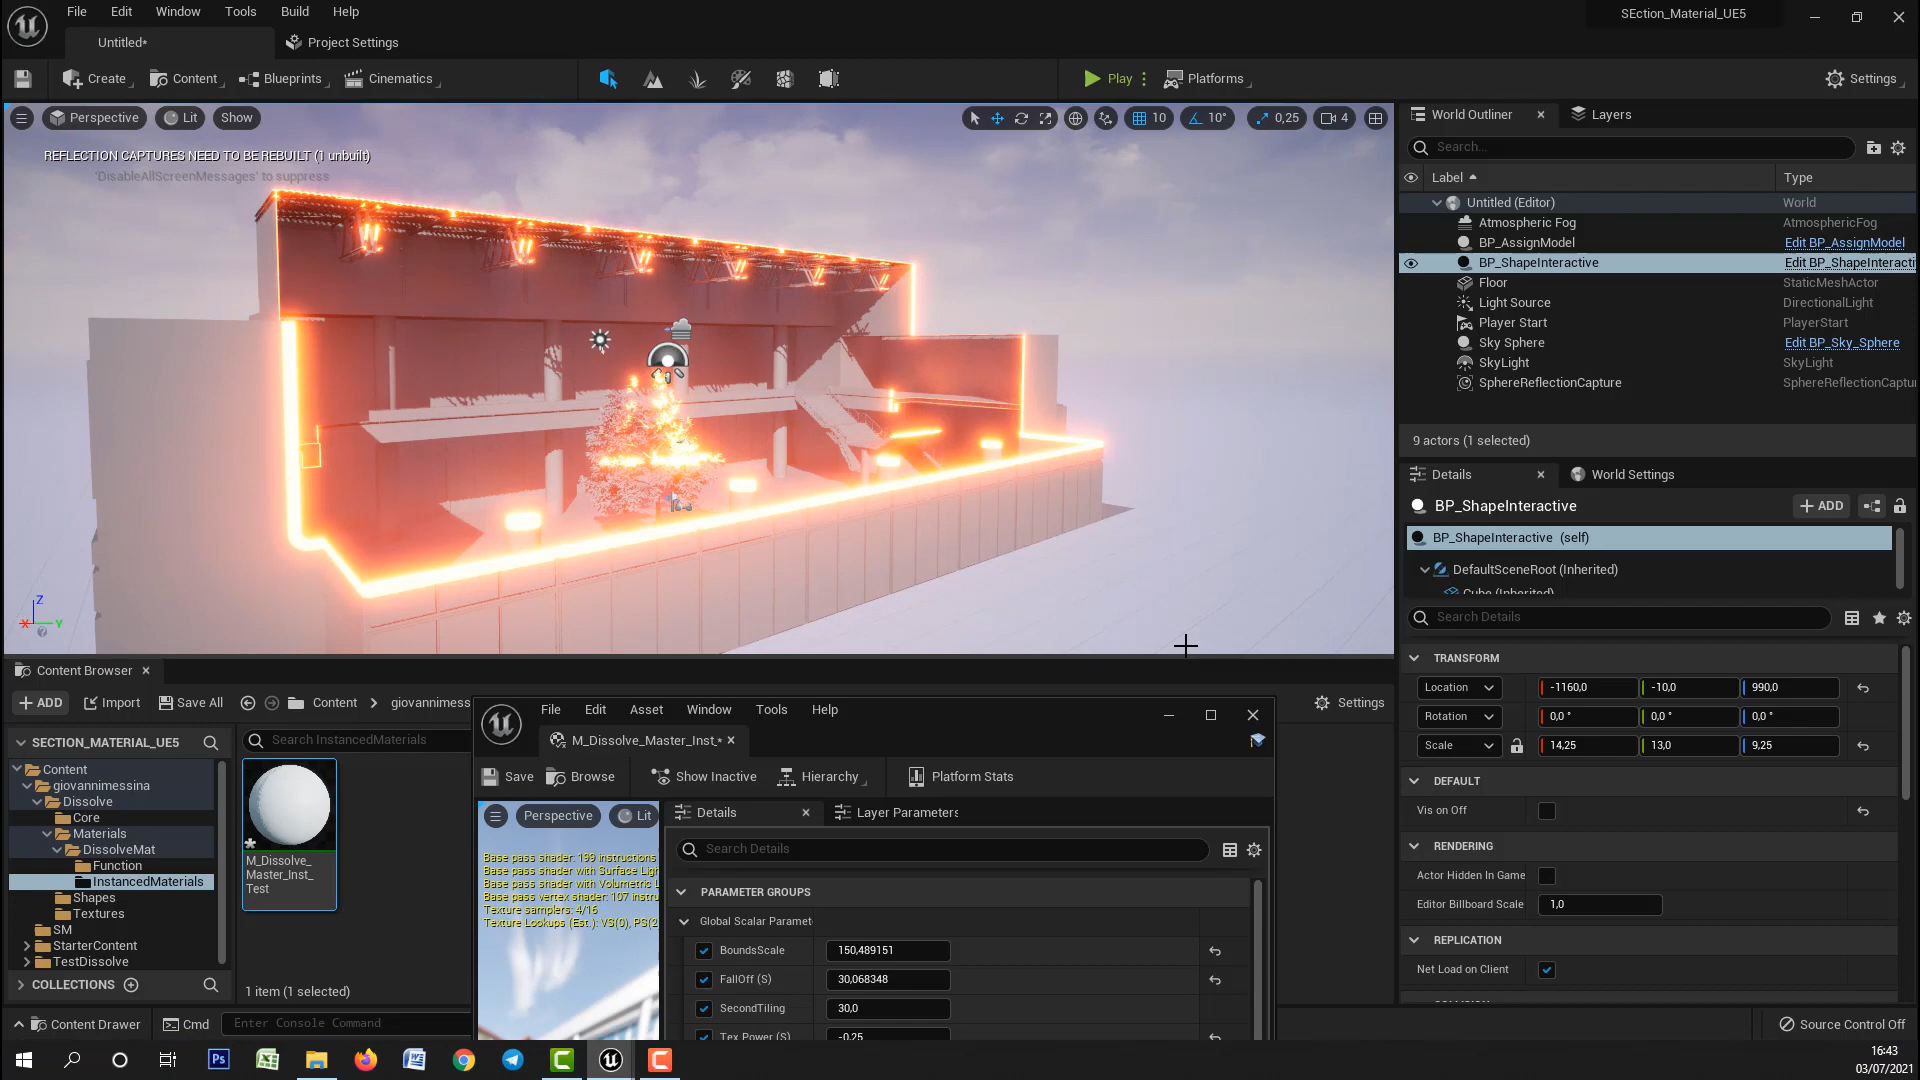 File Edit Window Tools Build Help
SEction_Material_UE5
Untitled*
Project Settings
Create
Content
Blueprints
Cinematics
Play
Platforms
Settings
Perspective
Lit
Show
10
10°
0,25
4
REFLECTION CAPTURES NEED TO BE REBUILT (1 unbuilt)
'DisableAllScreenMessages' to suppress
Z
X
Y
World Outliner
Layers
Search...
Label
Type
Untitled (Editor) World
Atmospheric Fog AtmosphericFog
BP_AssignModel Edit BP_AssignModel
BP_ShapeInteractive Edit BP_ShapeInteracti
Floor StaticMeshActor
Light Source DirectionalLight
Player Start PlayerStart
Sky Sphere Edit BP_Sky_Sphere
SkyLight SkyLight
SphereReflectionCapture SphereReflectionCaptu
9 actors (1 selected)
Details
World Settings
BP_ShapeInteractive
ADD
BP_ShapeInteractive (self)
DefaultSceneRoot (Inherited)
Cube (Inherited)
Search Details
TRANSFORM
Location -1160,0 -10,0 990,0
Rotation 0,0 ° 0,0 ° 0,0 °
Scale 14,25 13,0 9,25
DEFAULT
Vis on Off
RENDERING
Actor Hidden In Game
Editor Billboard Scale 1,0
REPLICATION
Net Load on Client
Content Browser
ADD
Import
Save All
Content
giovannimess
Settings
SECTION_MATERIAL_UE5
Content
giovannimessina
Dissolve
Core
Materials
DissolveMat
Function
InstancedMaterials
Shapes
Textures
SM
StarterContent
TestDissolve
COLLECTIONS
Search InstancedMaterials
M_Dissolve_
Master_Inst_
Test
1 item (1 selected)
File Edit Asset Window Tools Help
M_Dissolve_Master_Inst_*
Save
Browse
Show Inactive
Hierarchy
Platform Stats
Perspective
Lit
Base pass shader: 199 instructions
Base pass shader with Surface Ligh
Base pass shader with Volumetric L
Base pass vertex shader: 107 instru
Texture samplers: 4/16
Texture Lookups (Est.): VS(0), PS(2
Details
Layer Parameters
Search Details
PARAMETER GROUPS
Global Scalar Paramet
BoundsScale 150,489151
FallOff (S) 30,068348
SecondTiling 30,0
Tex Power (S) -0,25
Content Drawer
Cmd
Enter Console Command
Source Control Off
Ps
16:43
03/07/2021